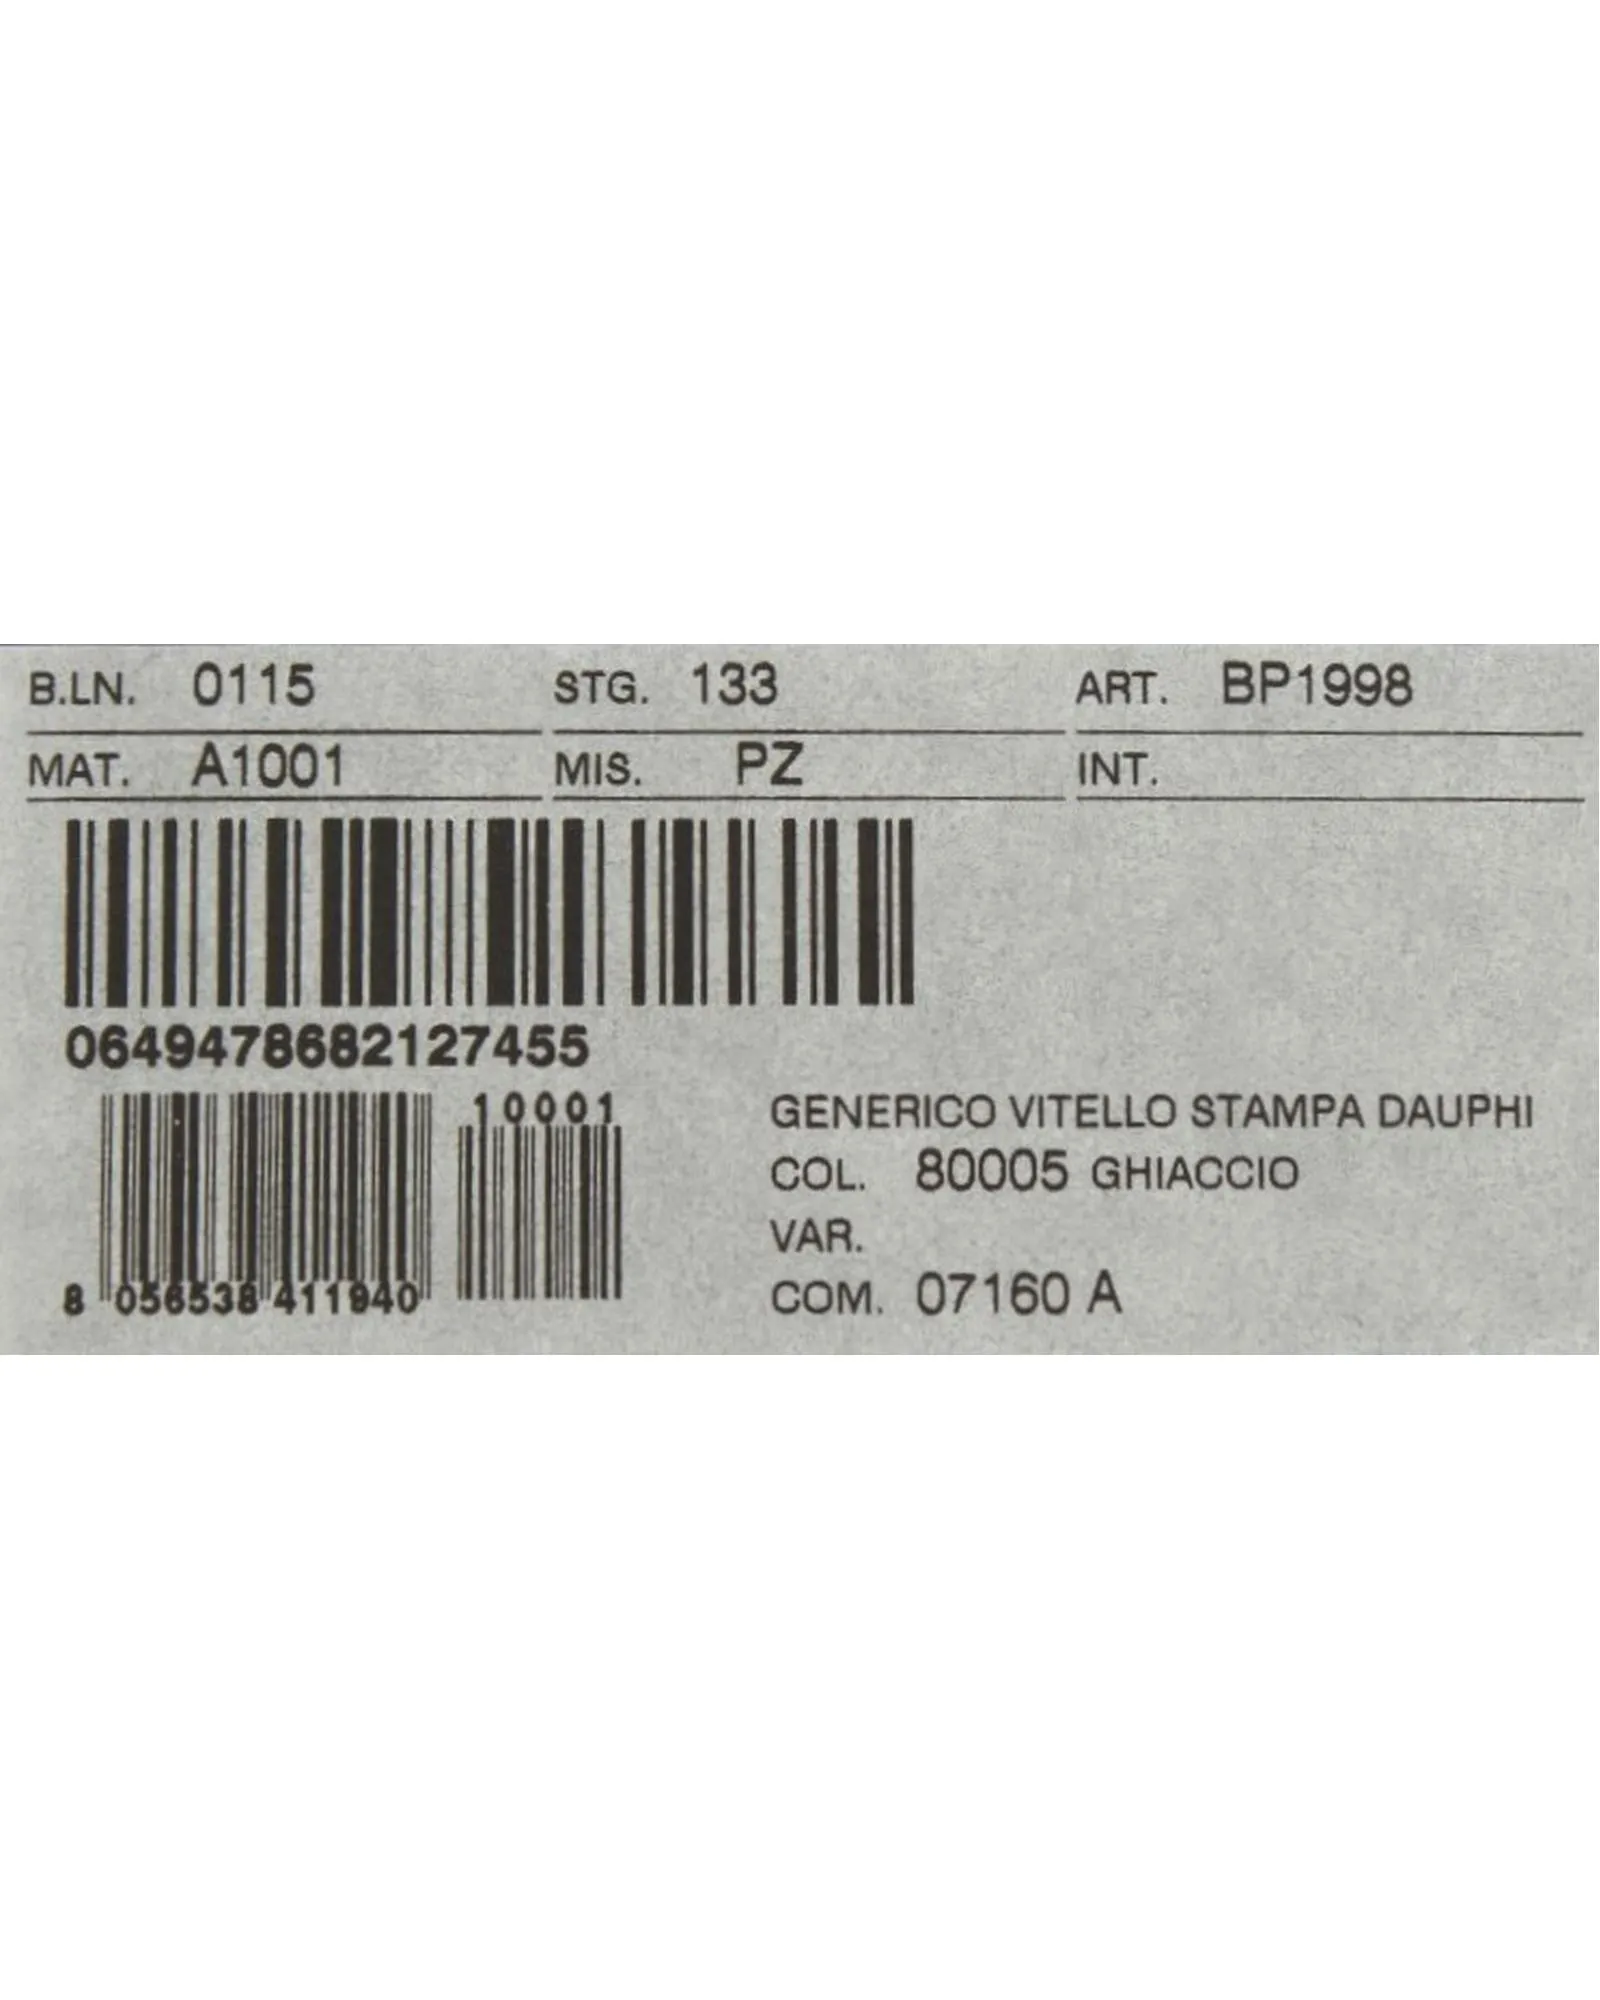 B.LN. 0115 STG. 133 ART. BP1998
MAT. A1001 MIS. PZ INT.
0649478682127455
10001
8 056538 411940
GENERICO VITELLO STAMPA DAUPHI
COL. 80005 GHIACCIO
VAR.
COM. 07160 A